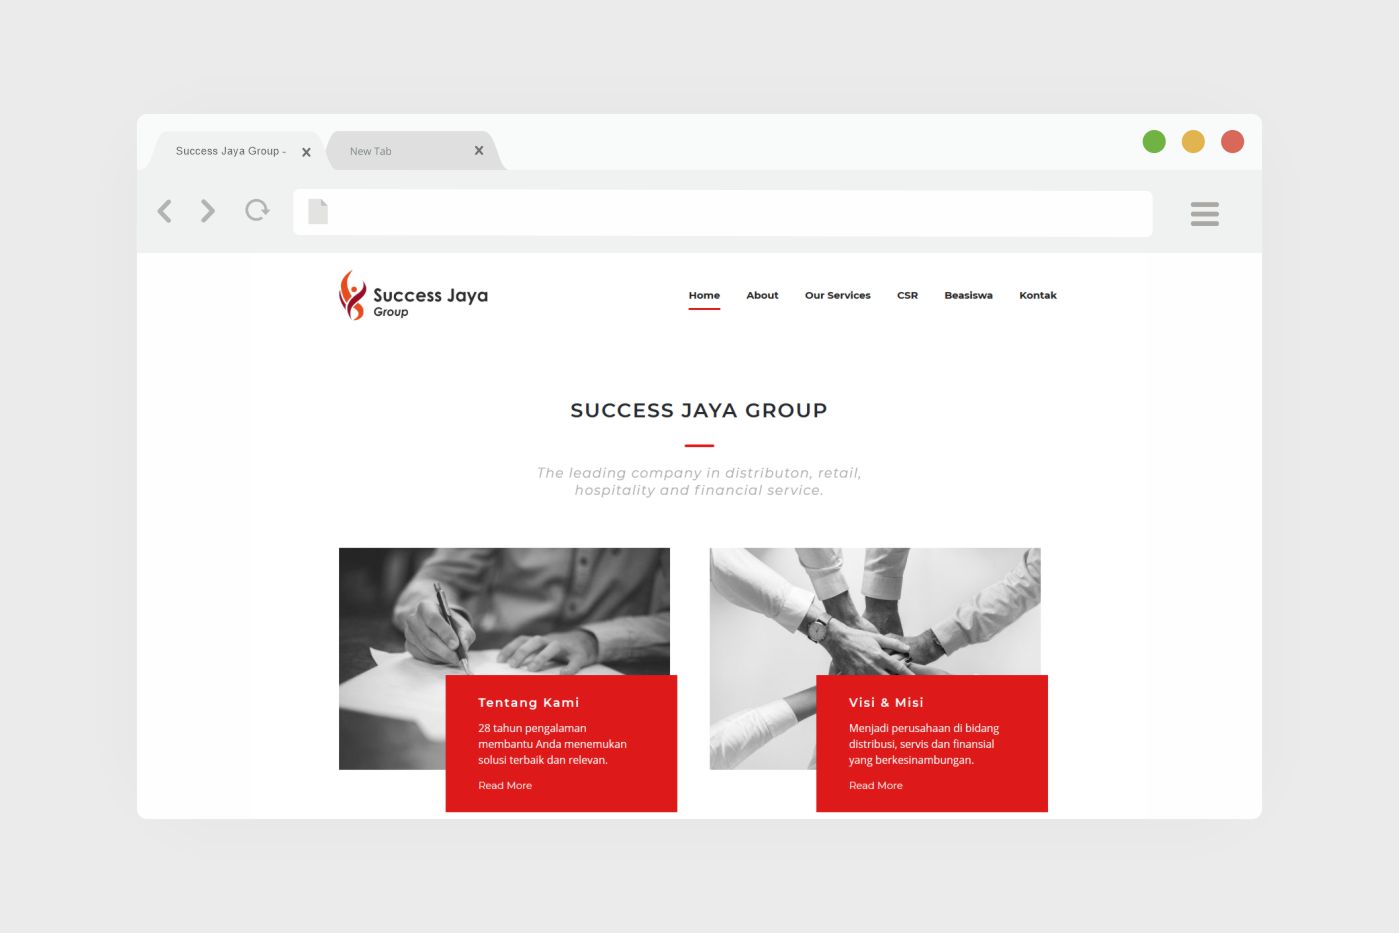 Success Jaya Group -
New Tab
Success Jaya
Group
Home About Our Services CSR Beasiswa Kontak
SUCCESS JAYA GROUP
The leading company in distributon, retail,
hospitality and financial service.
Tentang Kami
28 tahun pengalaman
membantu Anda menemukan
solusi terbaik dan relevan.
Read More
Visi & Misi
Menjadi perusahaan di bidang
distribusi, servis dan finansial
yang berkesinambungan.
Read More